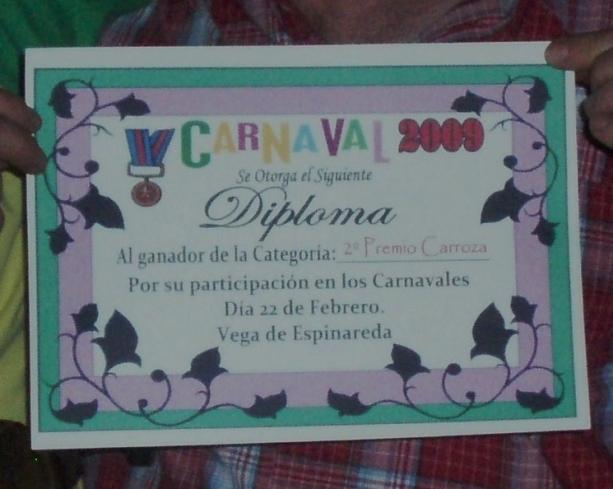 CARNAVAL 2009
Se Otorga el Siguiente
Diploma
Al ganador de la Categoría: 2º Premio Carroza
Por su participación en los Carnavales
Día 22 de Febrero.
Vega de Espinareda